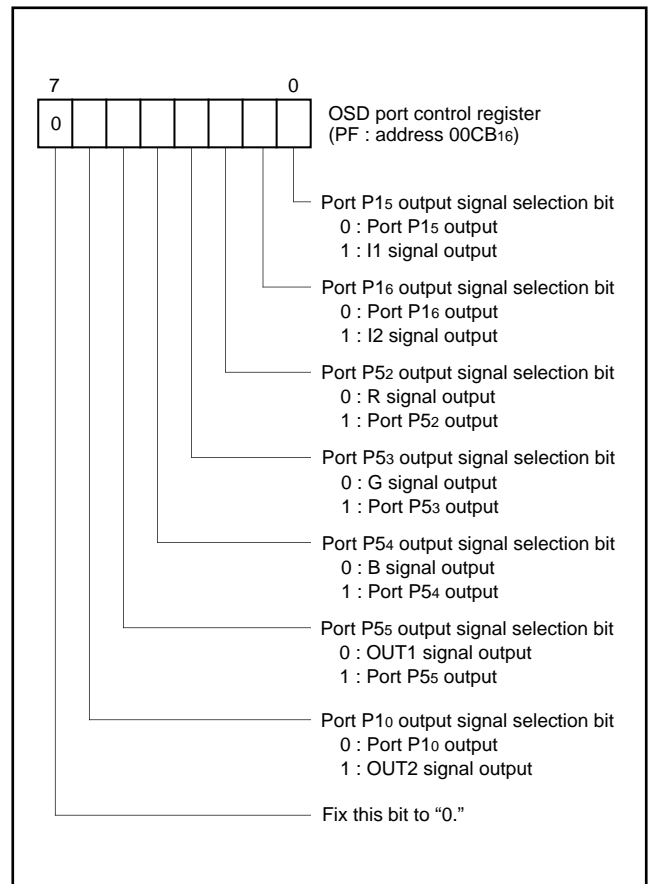 7 0
0
OSD port control register
(PF : address 00CB16)
Port P15 output signal selection bit
0 : Port P15 output
1 : I1 signal output
Port P16 output signal selection bit
0 : Port P16 output
1 : I2 signal output
Port P52 output signal selection bit
0 : R signal output
1 : Port P52 output
Port P53 output signal selection bit
0 : G signal output
1 : Port P53 output
Port P54 output signal selection bit
0 : B signal output
1 : Port P54 output
Port P55 output signal selection bit
0 : OUT1 signal output
1 : Port P55 output
Port P10 output signal selection bit
0 : Port P10 output
1 : OUT2 signal output
Fix this bit to “0.”